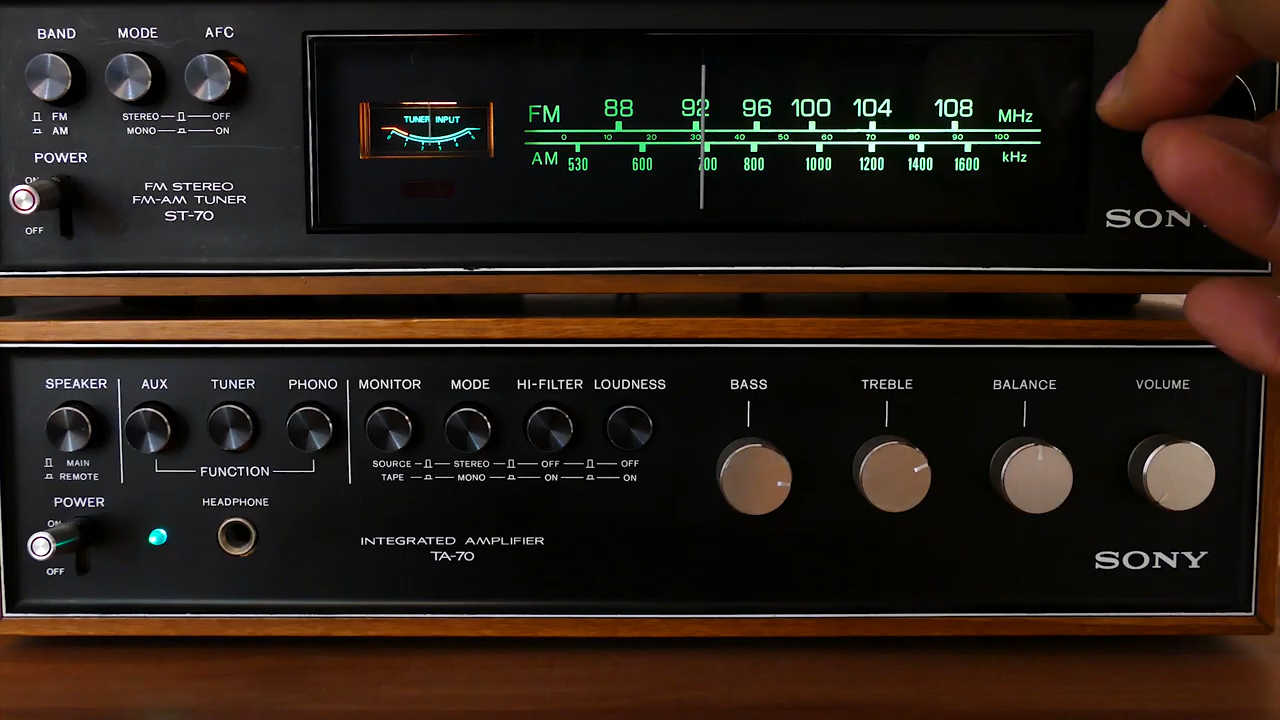 BAND MODE AFC
FM STEREO OFF
AM MONO ON
POWER
ON
OFF
FM STEREO
FM-AM TUNER
ST-70
TUNER INPUT
FM 88 92 96 100 104 108 MHz
0 10 20 30 40 50 60 70 80 90 100
AM 530 600 700 800 1000 1200 1400 1600 kHz
SON
SPEAKER AUX TUNER PHONO MONITOR MODE HI-FILTER LOUDNESS BASS TREBLE BALANCE VOLUME
MAIN
REMOTE
FUNCTION
SOURCE STEREO OFF OFF
TAPE MONO ON ON
POWER
ON
OFF
HEADPHONE
INTEGRATED AMPLIFIER
TA-70
SONY